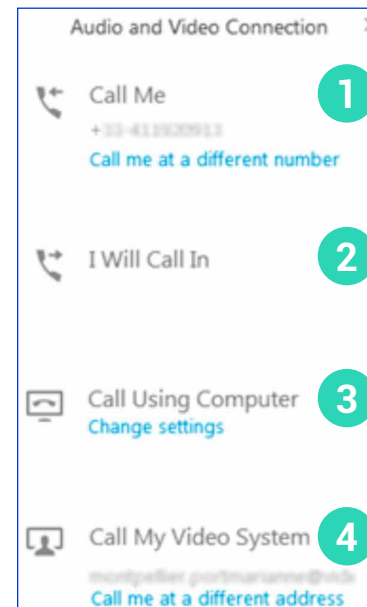 Audio and Video Connection
Call Me
1
Call me at a different number
I Will Call In
2
Call Using Computer
3
Change settings
Call My Video System
4
Call me at a different address